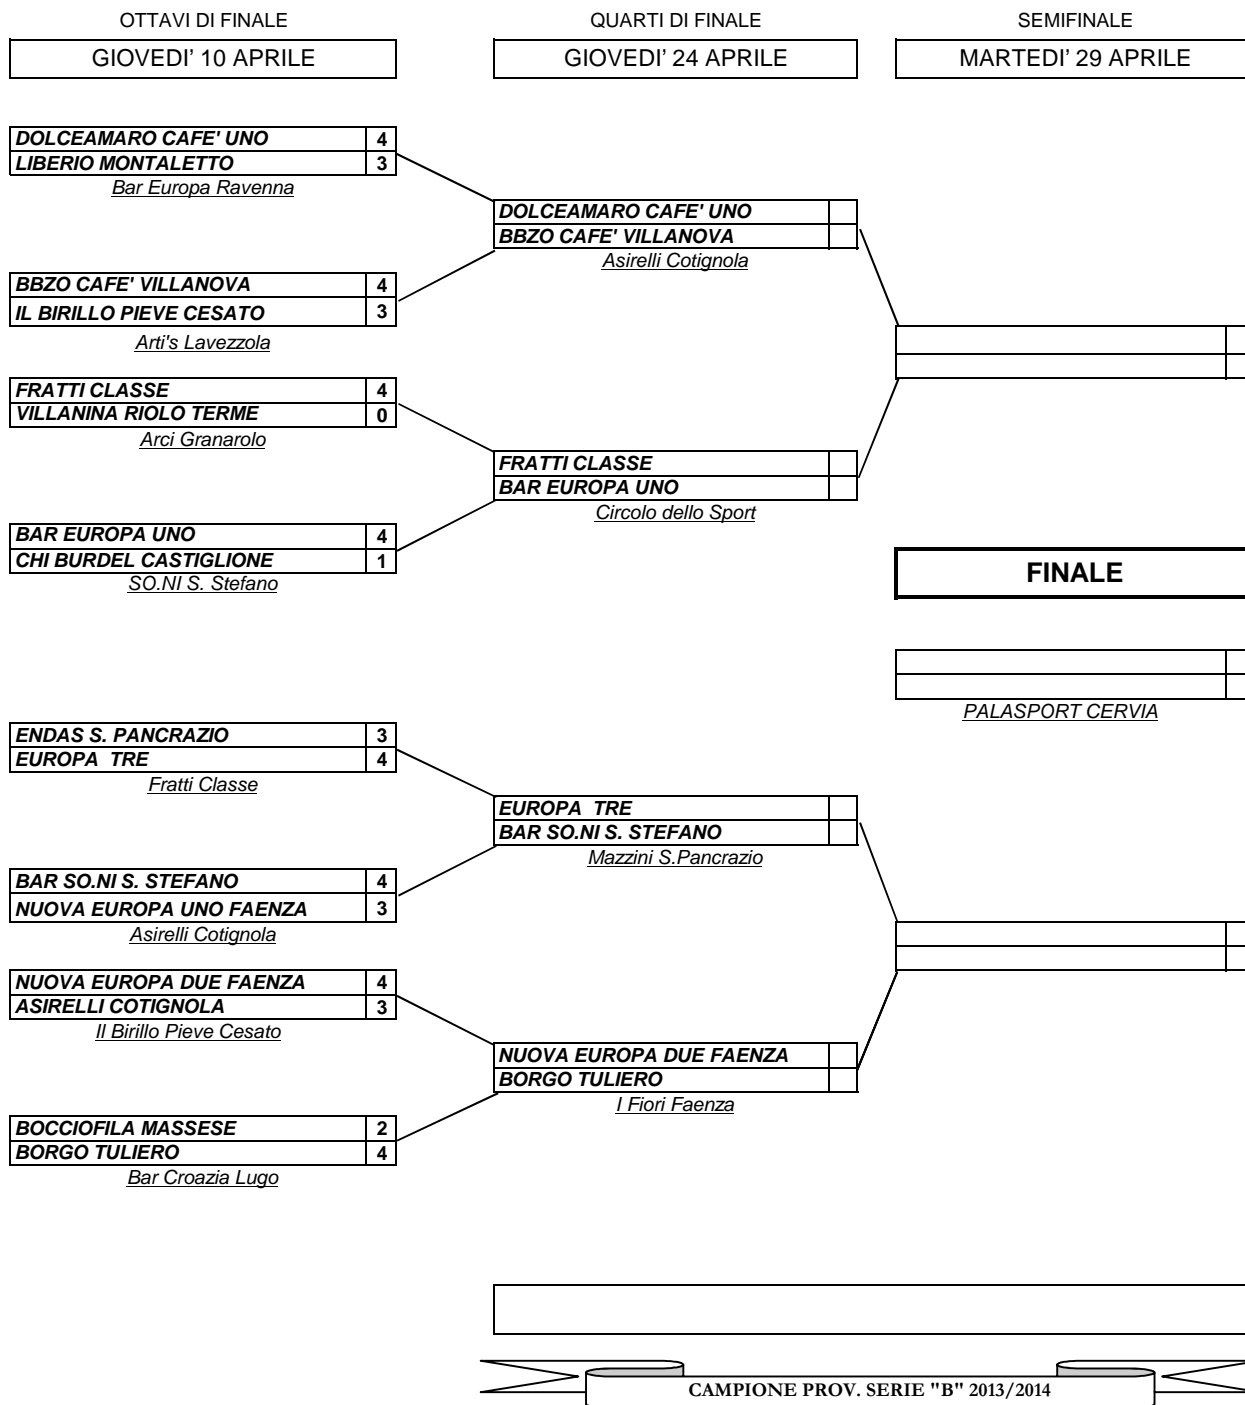 OTTAVI DI FINALE
GIOVEDI' 10 APRILE
DOLCEAMARO CAFE' UNO 4
LIBERIO MONTALETTO 3
Bar Europa Ravenna
BBZO CAFE' VILLANOVA 4
IL BIRILLO PIEVE CESATO 3
Arti's Lavezzola
FRATTI CLASSE 4
VILLANINA RIOLO TERME 0
Arci Granarolo
BAR EUROPA UNO 4
CHI BURDEL CASTIGLIONE 1
SO.NI S. Stefano
ENDAS S. PANCRAZIO 3
EUROPA  TRE 4
Fratti Classe
BAR SO.NI S. STEFANO 4
NUOVA EUROPA UNO FAENZA 3
Asirelli Cotignola
NUOVA EUROPA DUE FAENZA 4
ASIRELLI COTIGNOLA 3
Il Birillo Pieve Cesato
BOCCIOFILA MASSESE 2
BORGO TULIERO 4
Bar Croazia Lugo
QUARTI DI FINALE
GIOVEDI' 24 APRILE
DOLCEAMARO CAFE' UNO
BBZO CAFE' VILLANOVA
Asirelli Cotignola
FRATTI CLASSE
BAR EUROPA UNO
Circolo dello Sport
EUROPA  TRE
BAR SO.NI S. STEFANO
Mazzini S.Pancrazio
NUOVA EUROPA DUE FAENZA
BORGO TULIERO
I Fiori Faenza
SEMIFINALE
MARTEDI' 29 APRILE
FINALE
PALASPORT CERVIA
CAMPIONE PROV. SERIE "B" 2013/2014